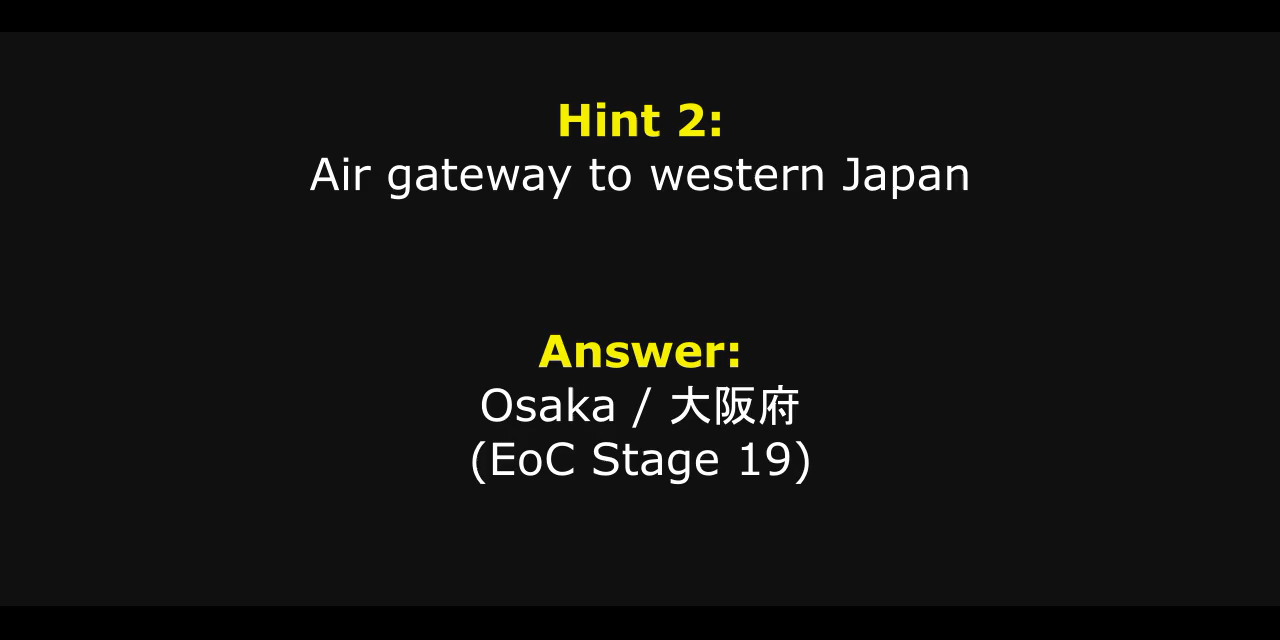 Hint 2:
Air gateway to western Japan
Answer:
Osaka / 大阪府
(EoC Stage 19)